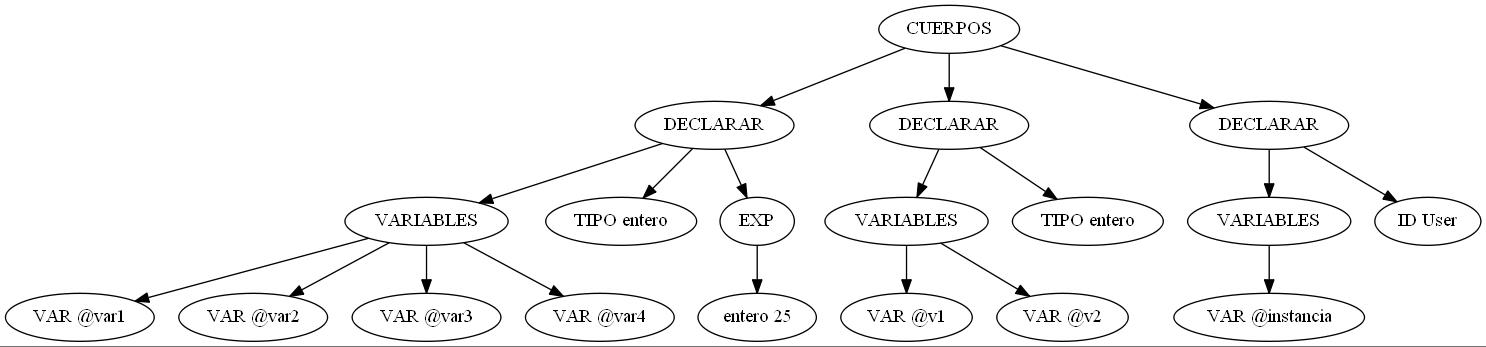 CUERPOS
DECLARAR
DECLARAR
DECLARAR
VARIABLES
TIPO entero
EXP
VARIABLES
TIPO entero
VARIABLES
ID User
VAR @var1
VAR @var2
VAR @var3
VAR @var4
entero 25
VAR @v1
VAR @v2
VAR @instancia